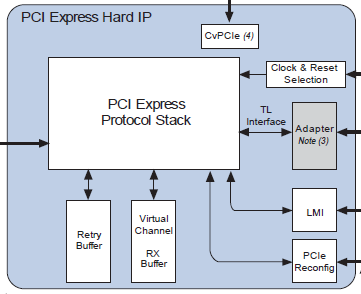 PCI Express Hard IP
CvPCIe (4)
Clock & Reset
Selection
PCI Express
Protocol Stack
TL
Interface
Adapter
Note (3)
Retry
Buffer
Virtual
Channel
RX
Buffer
LMI
PCIe
Reconfig